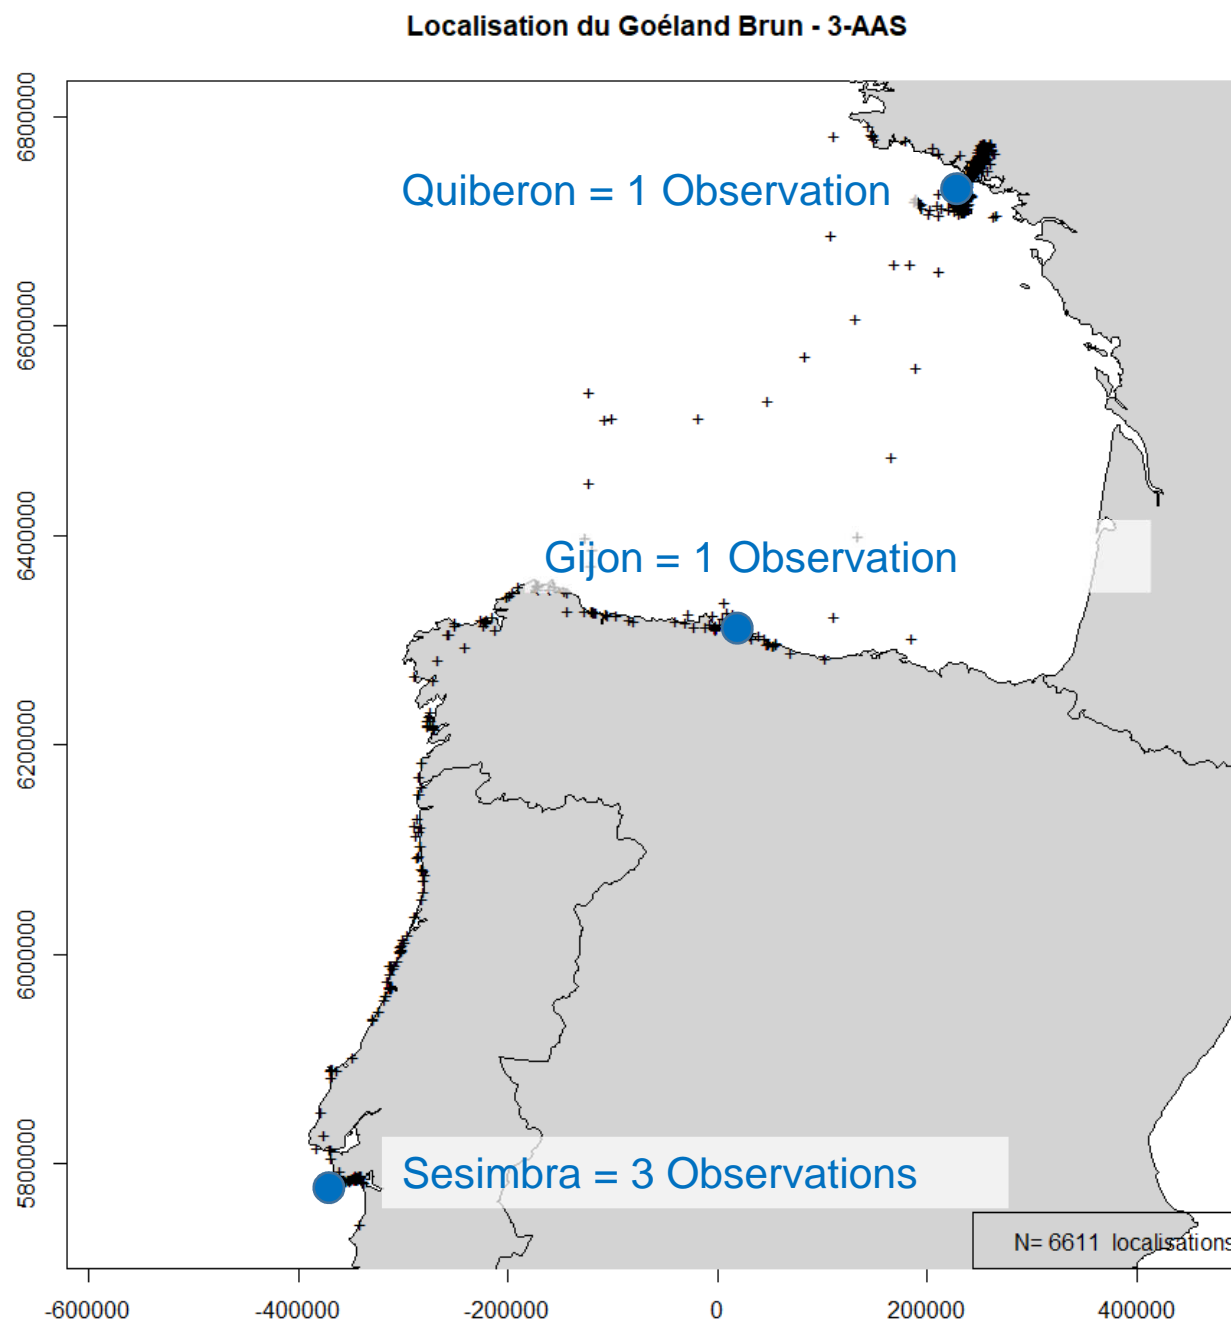 Localisation du Goéland Brun - 3-AAS
6800000
Quiberon = 1 Observation
6600000
6400000
Gijon = 1 Observation
6200000
6000000
5800000
Sesimbra = 3 Observations
N= 6611 localisations
-600000 -400000 -200000 0 200000 400000